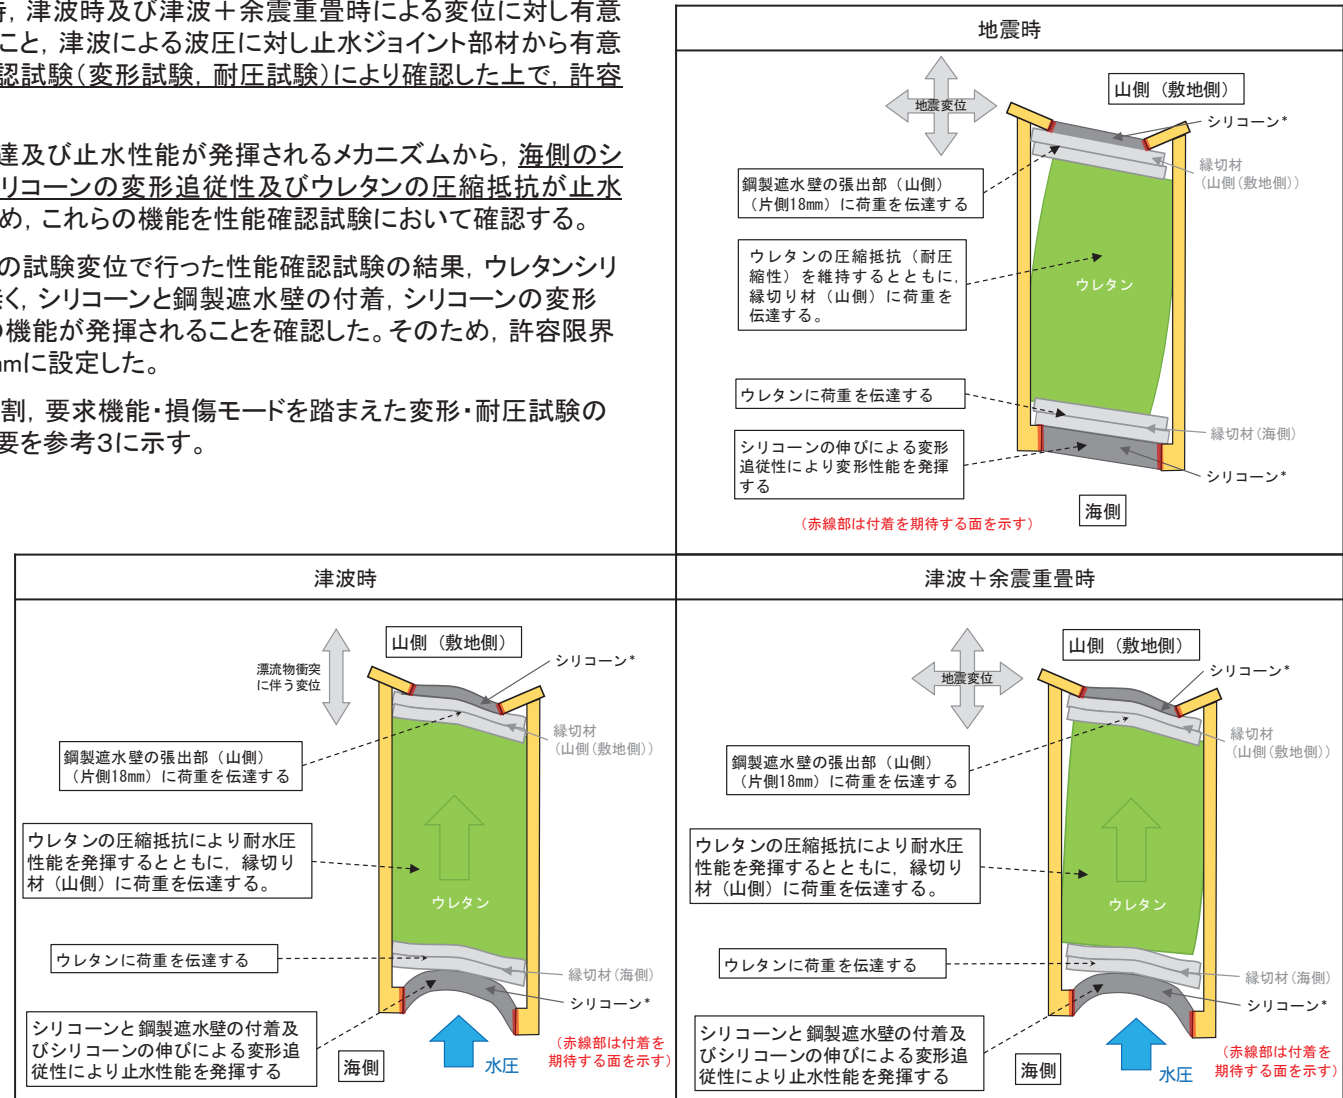 時，津波時及び津波＋余震重畳時による変位に対し有意
こと，津波による波圧に対し止水ジョイント部材から有意
認試験（変形試験，耐圧試験）により確認した上で，許容
達及び止水性能が発揮されるメカニズムから，海側のシ
リコーンの変形追従性及びウレタンの圧縮抵抗が止水
め，これらの機能を性能確認試験において確認する。
の試験変位で行った性能確認試験の結果，ウレタンシリ
く，シリコーンと鋼製遮水壁の付着，シリコーンの変形
の機能が発揮されることを確認した。そのため，許容限界
mmに設定した。
割，要求機能・損傷モードを踏まえた変形・耐圧試験の
要を参考3に示す。
地震時
地震変位
山側（敷地側）
シリコーン*
縁切材
（山側（敷地側））
鋼製遮水壁の張出部（山側）
（片側18mm）に荷重を伝達する
ウレタンの圧縮抵抗（耐圧
縮性）を維持するとともに，
縁切り材（山側）に荷重を
伝達する。
ウレタン
ウレタンに荷重を伝達する
縁切材（海側）
シリコーンの伸びによる変形
追従性により変形性能を発揮
する
シリコーン*
海側
（赤線部は付着を期待する面を示す）
津波時
漂流物衝突
に伴う変位
山側（敷地側）
シリコーン*
縁切材
（山側（敷地側））
鋼製遮水壁の張出部（山側）
（片側18mm）に荷重を伝達する
ウレタンの圧縮抵抗により耐水圧
性能を発揮するとともに，縁切り
材（山側）に荷重を伝達する。
ウレタン
ウレタンに荷重を伝達する
縁切材（海側）
シリコーン*
シリコーンと鋼製遮水壁の付着及
びシリコーンの伸びによる変形追
従性により止水性能を発揮する
海側
水圧
（赤線部は付着を
期待する面を示す）
津波＋余震重畳時
地震変位
山側（敷地側）
シリコーン*
縁切材
（山側（敷地側））
鋼製遮水壁の張出部（山側）
（片側18mm）に荷重を伝達する
ウレタンの圧縮抵抗により耐水圧
性能を発揮するとともに，縁切り
材（山側）に荷重を伝達する。
ウレタン
ウレタンに荷重を伝達する
縁切材（海側）
シリコーン*
シリコーンと鋼製遮水壁の付着及
びシリコーンの伸びによる変形追
従性により止水性能を発揮する
海側
水圧
（赤線部は付着を
期待する面を示す）